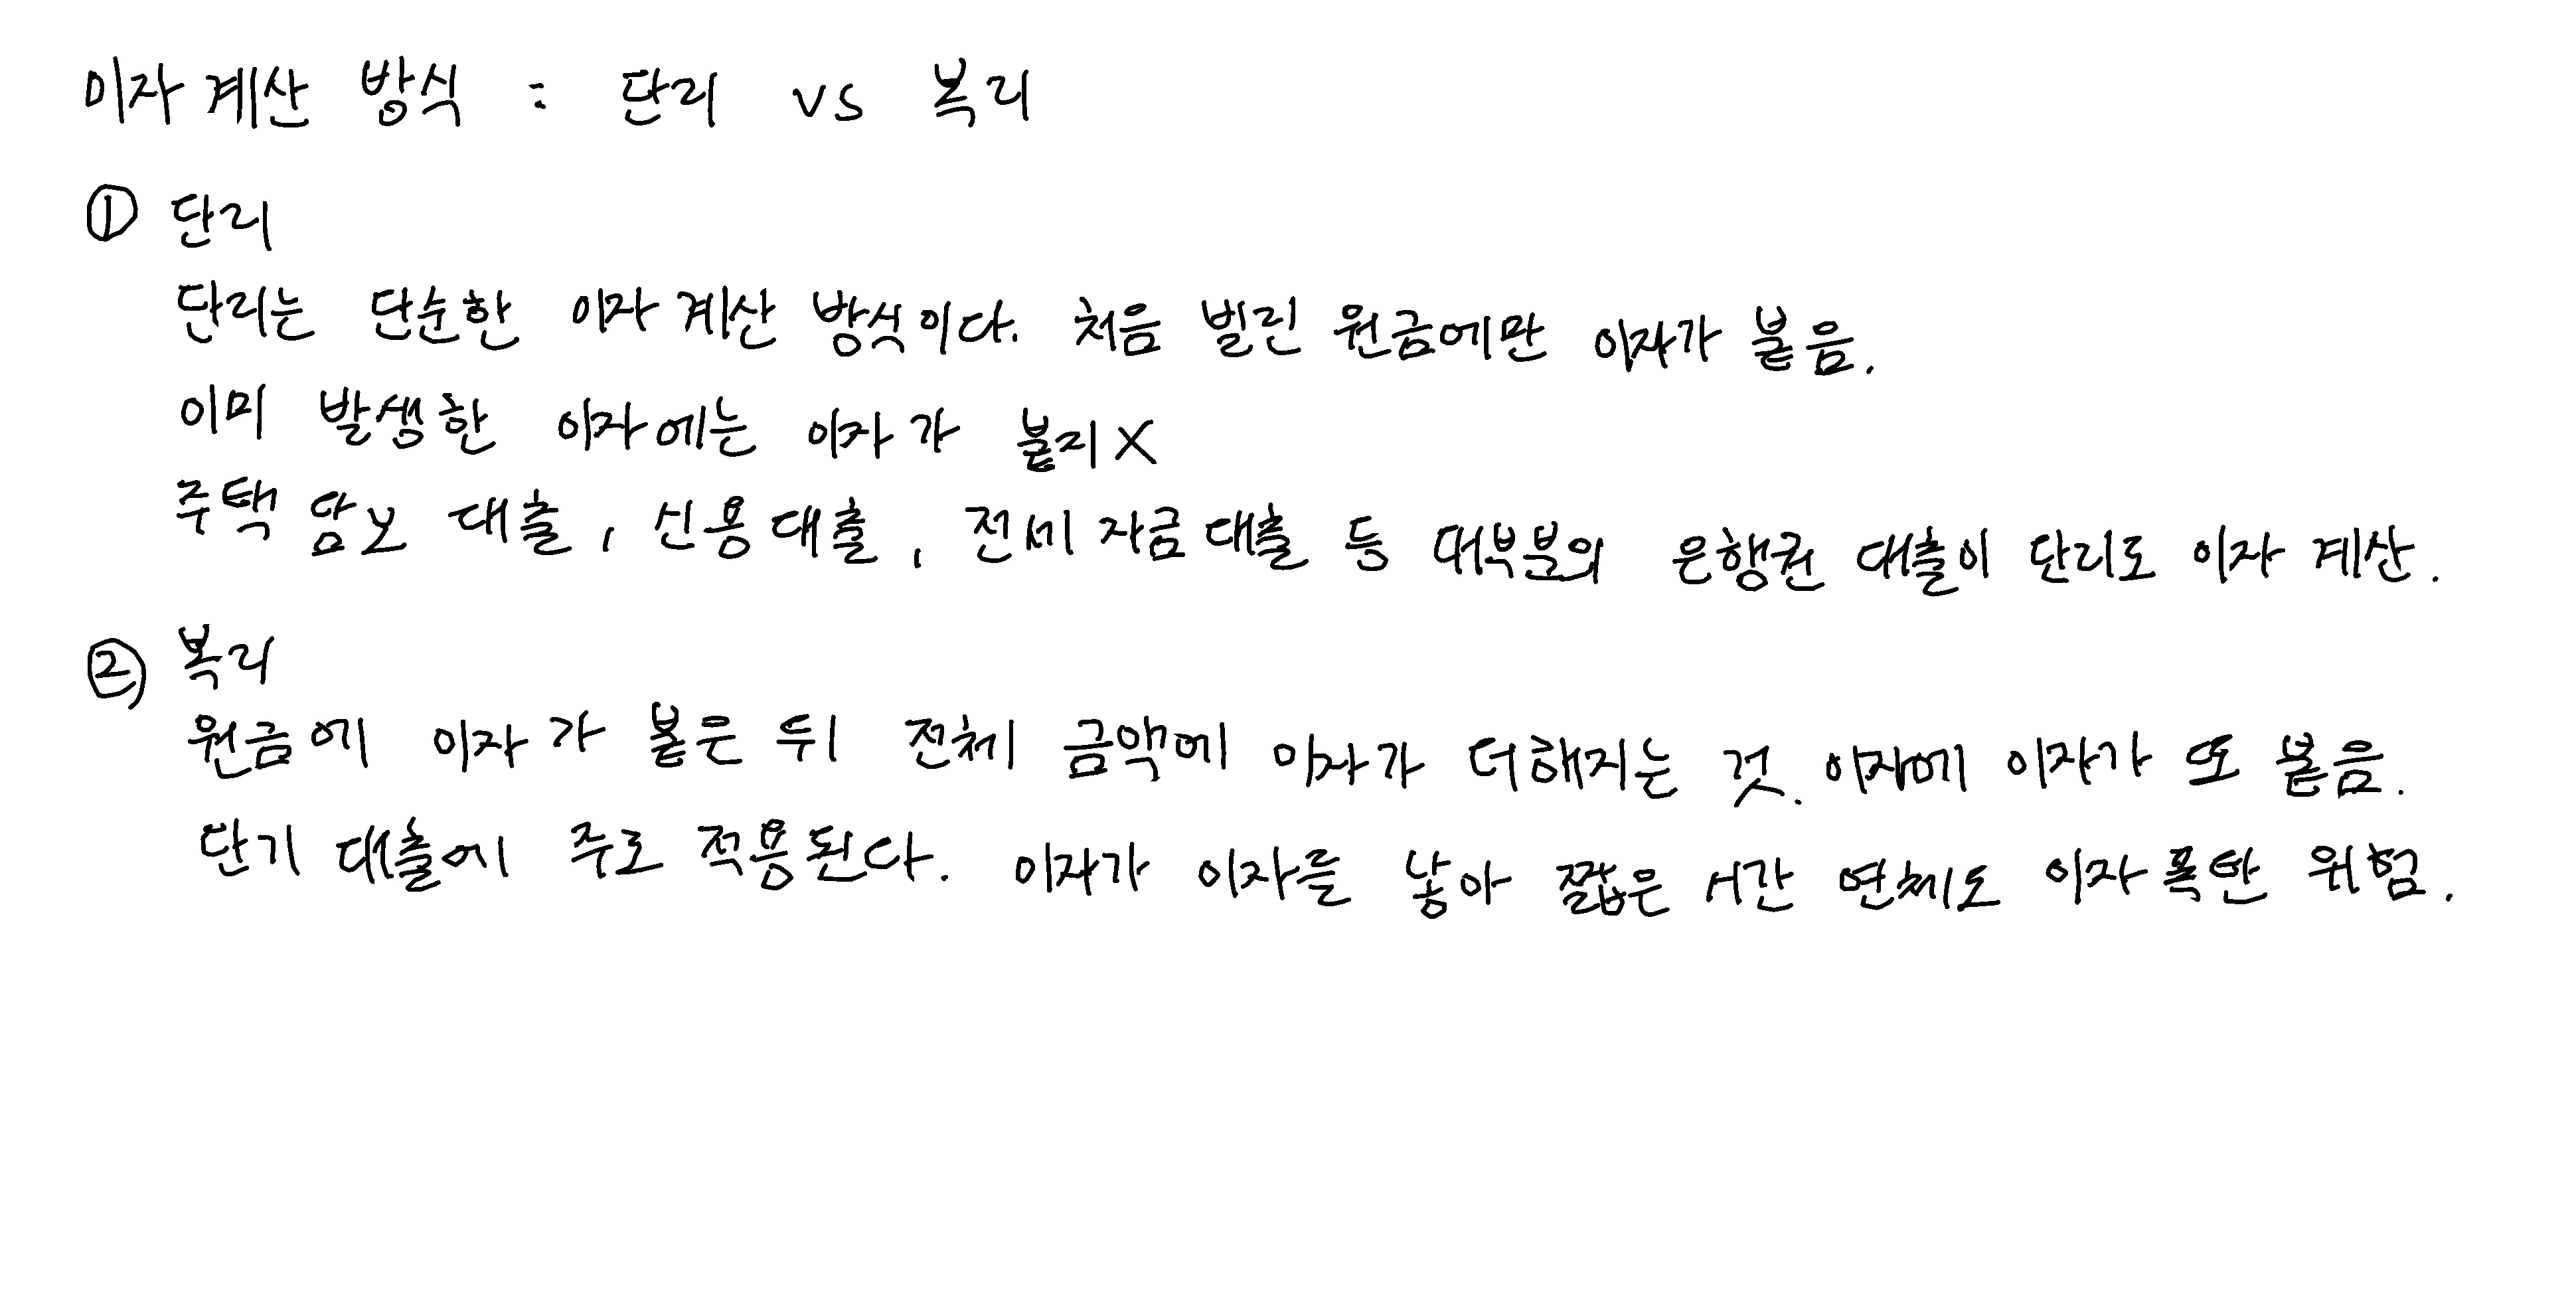 이자 계산 방식 : 단리 vs 복리
① 단리
단리는 단순한 이자 계산 방식이다. 처음 빌린 원금에만 이자가 붙음.
이미 발생한 이자에는 이자가 붙지 X
주택 담보 대출, 신용 대출, 전세 자금 대출 등 대부분의 은행권 대출이 단리도 이자 계산.
② 복리
원금에 이자가 붙은 뒤 전체 금액에 이자가 더해지는 것. 이자에 이자가 또 붙음.
단기 대출에 주로 적용된다. 이자가 이자를 낳아 짧은 시간 연체도 이자 폭탄 위험.